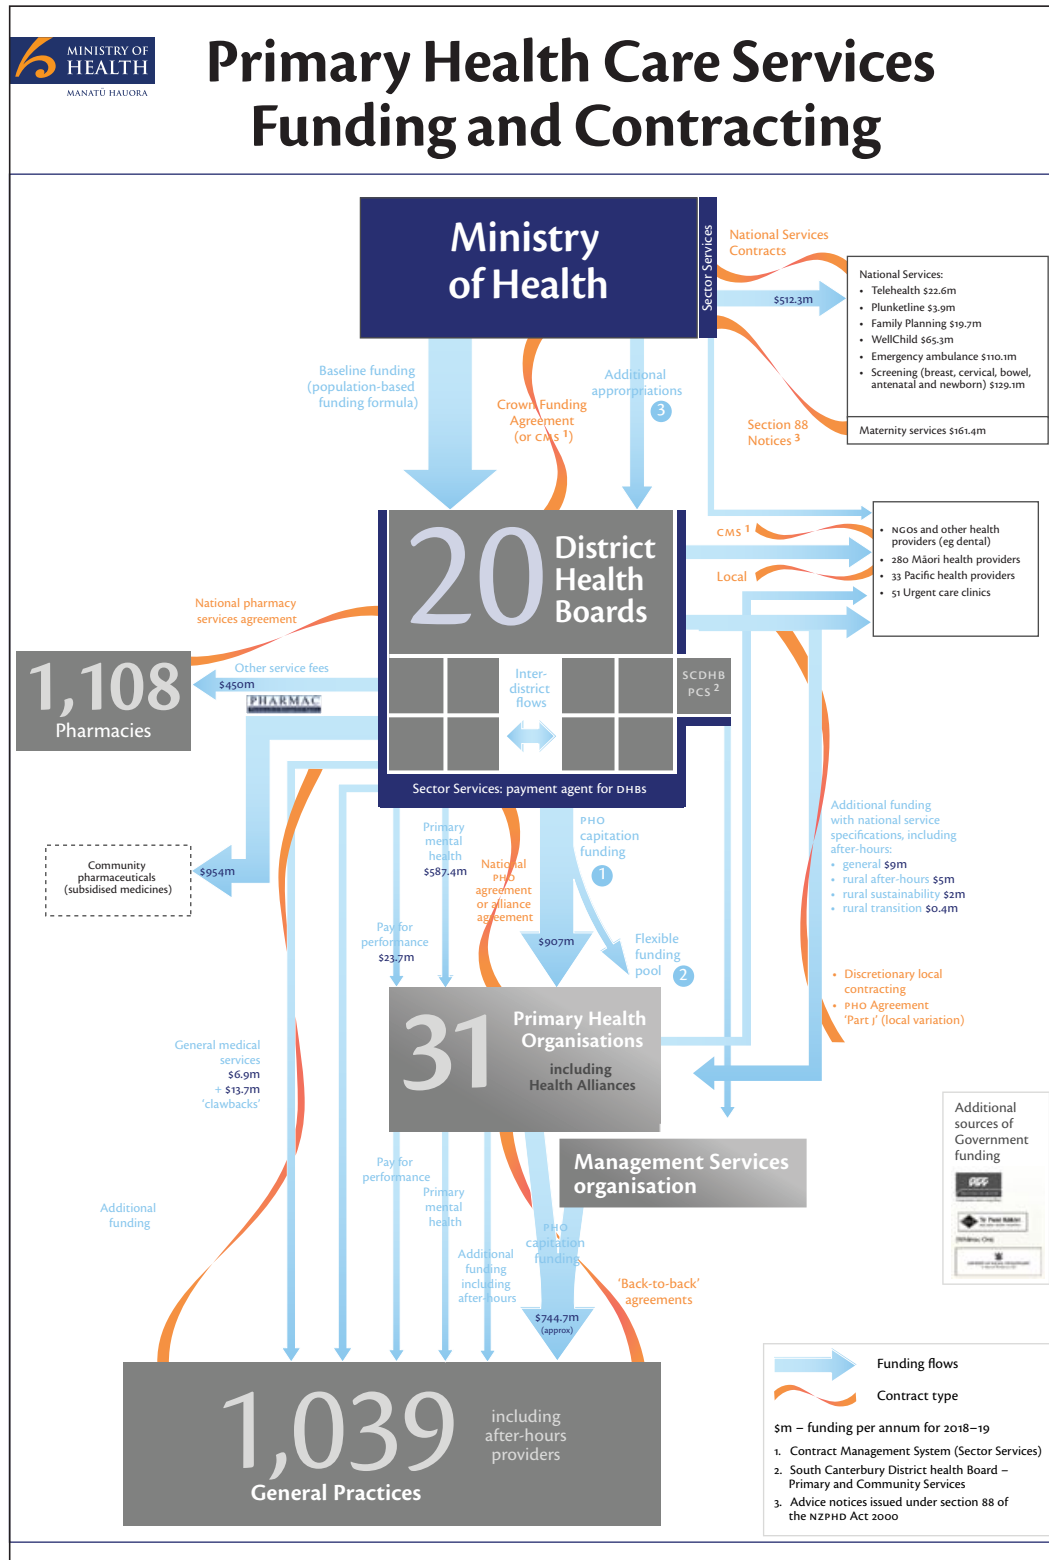 MINISTRY OF
HEALTH
MANATŪ HAUORA
Primary Health Care Services
Funding and Contracting
Ministry
of Health
Sector Services
National Services
Contracts
$512.3m
National Services:
• Telehealth $22.6m
• Plunketline $3.9m
• Family Planning $19.7m
• WellChild $65.3m
• Emergency ambulance $110.1m
• Screening (breast, cervical, bowel,
antenatal and newborn) $129.1m
Maternity services $161.4m
Section 88
Notices 3
Baseline funding
(population-based
funding formula)
Crown Funding
Agreement
(or CMS 1)
Additional
approrpriations
3
20 District
Health
Boards
CMS 1
Local
• NGOs and other health
providers (eg dental)
• 280 Māori health providers
• 33 Pacific health providers
• 51 Urgent care clinics
National pharmacy
services agreement
1,108
Pharmacies
Other service fees
$450m
PHARMAC
Inter-
district
flows
SCDHB
PCS 2
Sector Services: payment agent for DHBs
Community
pharmaceuticals
(subsidised medicines)
$954m
Primary
mental
health
$587.4m
National
PHO
agreement
or alliance
agreement
PHO
capitation
funding
1
Pay for
performance
$23.7m
$907m
Flexible
funding
pool 2
Additional funding
with national service
specifications, including
after-hours:
• general $9m
• rural after-hours $5m
• rural sustainability $2m
• rural transition $0.4m
• Discretionary local
contracting
• PHO Agreement
'Part J' (local variation)
31 Primary Health
Organisations
including
Health Alliances
General medical
services
$6.9m
+ $13.7m
'clawbacks'
Management Services
organisation
Additional
sources of
Government
funding
Additional
funding
Pay for
performance
Primary
mental
health
Additional
funding
including
after-hours
PHO
capitation
funding
'Back-to-back'
agreements
$744.7m
(approx)
1,039
General Practices
including
after-hours
providers
Funding flows
Contract type
$m – funding per annum for 2018–19
1. Contract Management System (Sector Services)
2. South Canterbury District health Board –
Primary and Community Services
3. Advice notices issued under section 88 of
the NZPHD Act 2000